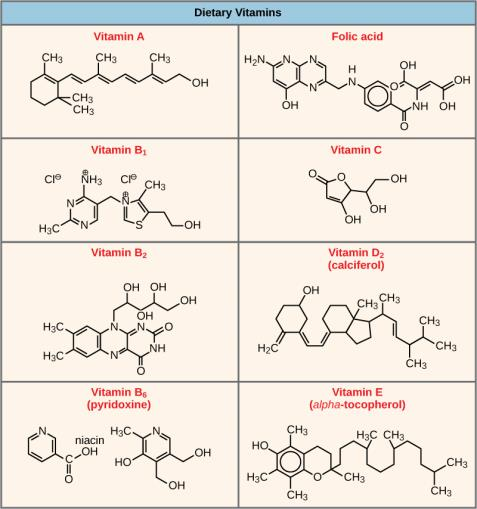 Dietary Vitamins
Vitamin A
CH₃ CH₃ CH₃
OH
CH₃
CH₃
Folic acid
H₂N N N
N N
H
N
OH
OH
O
OH
OH
NH
O
Vitamin B₁
Cl⊖ ⊕NH₃ Cl⊖
⊕N
CH₃
N
H₃C N
S
OH
Vitamin C
O
O
OH
OH
OH
Vitamin B₂
OH OH
OH
OH
H₃C N N O
H₃C N NH
O
Vitamin D₂
(calciferol)
OH
CH₃
CH₃
CH₃
CH₃
CH₃
H₂C
Vitamin B₆
(pyridoxine)
N
niacin
C OH
O
H₃C N
HO
OH
OH
Vitamin E
(alpha-tocopherol)
CH₃
HO
H₃C
CH₃
O
CH₃
H₃C
CH₃
CH₃
CH₃